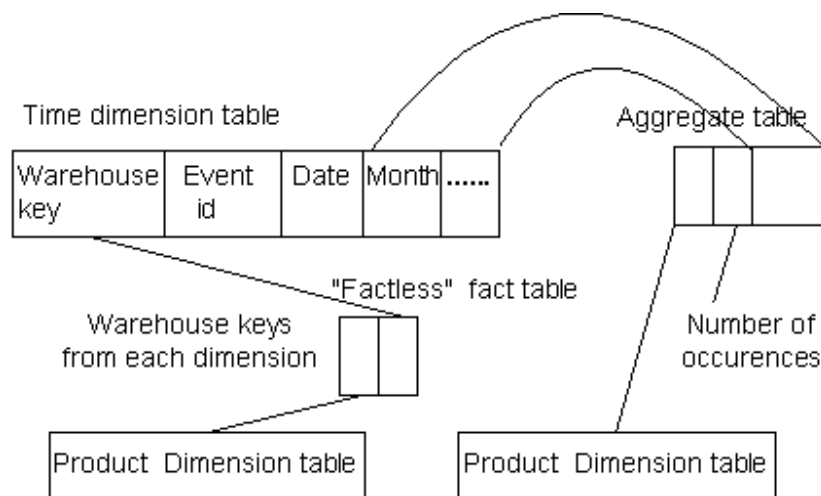 Time dimension table
Aggregate table
Warehouse key
Event id
Date
Month
......
"Factless" fact table
Warehouse keys
from each dimension
Number of
occurences
Product Dimension table
Product Dimension table